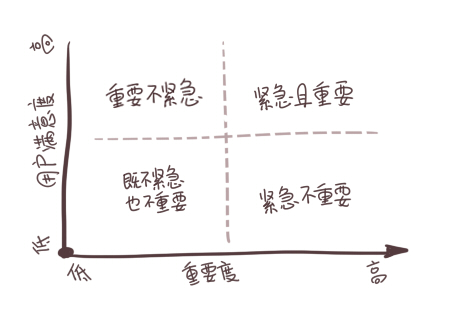 高
重要不紧急
紧急且重要
用户满意度
既不紧急
也不重要
紧急不重要
低
低
重要度
高